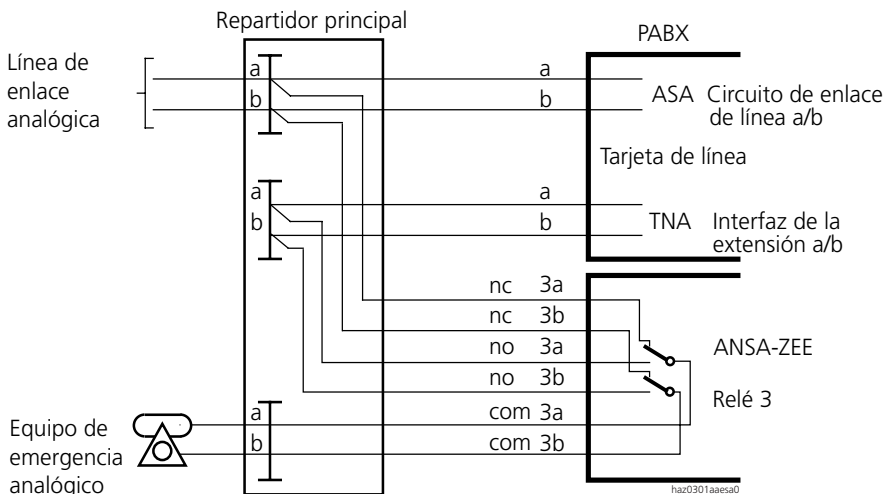 Repartidor principal
PABX
Línea de
enlace
analógica
a
b
a
b
ASA Circuito de enlace
de línea a/b
Tarjeta de línea
a
b
a
b
TNA Interfaz de la
extensión a/b
nc 3a
nc 3b
no 3a
no 3b
ANSA-ZEE
Relé 3
a
b
com 3a
com 3b
Equipo de
emergencia
analógico
haz0301aaesa0